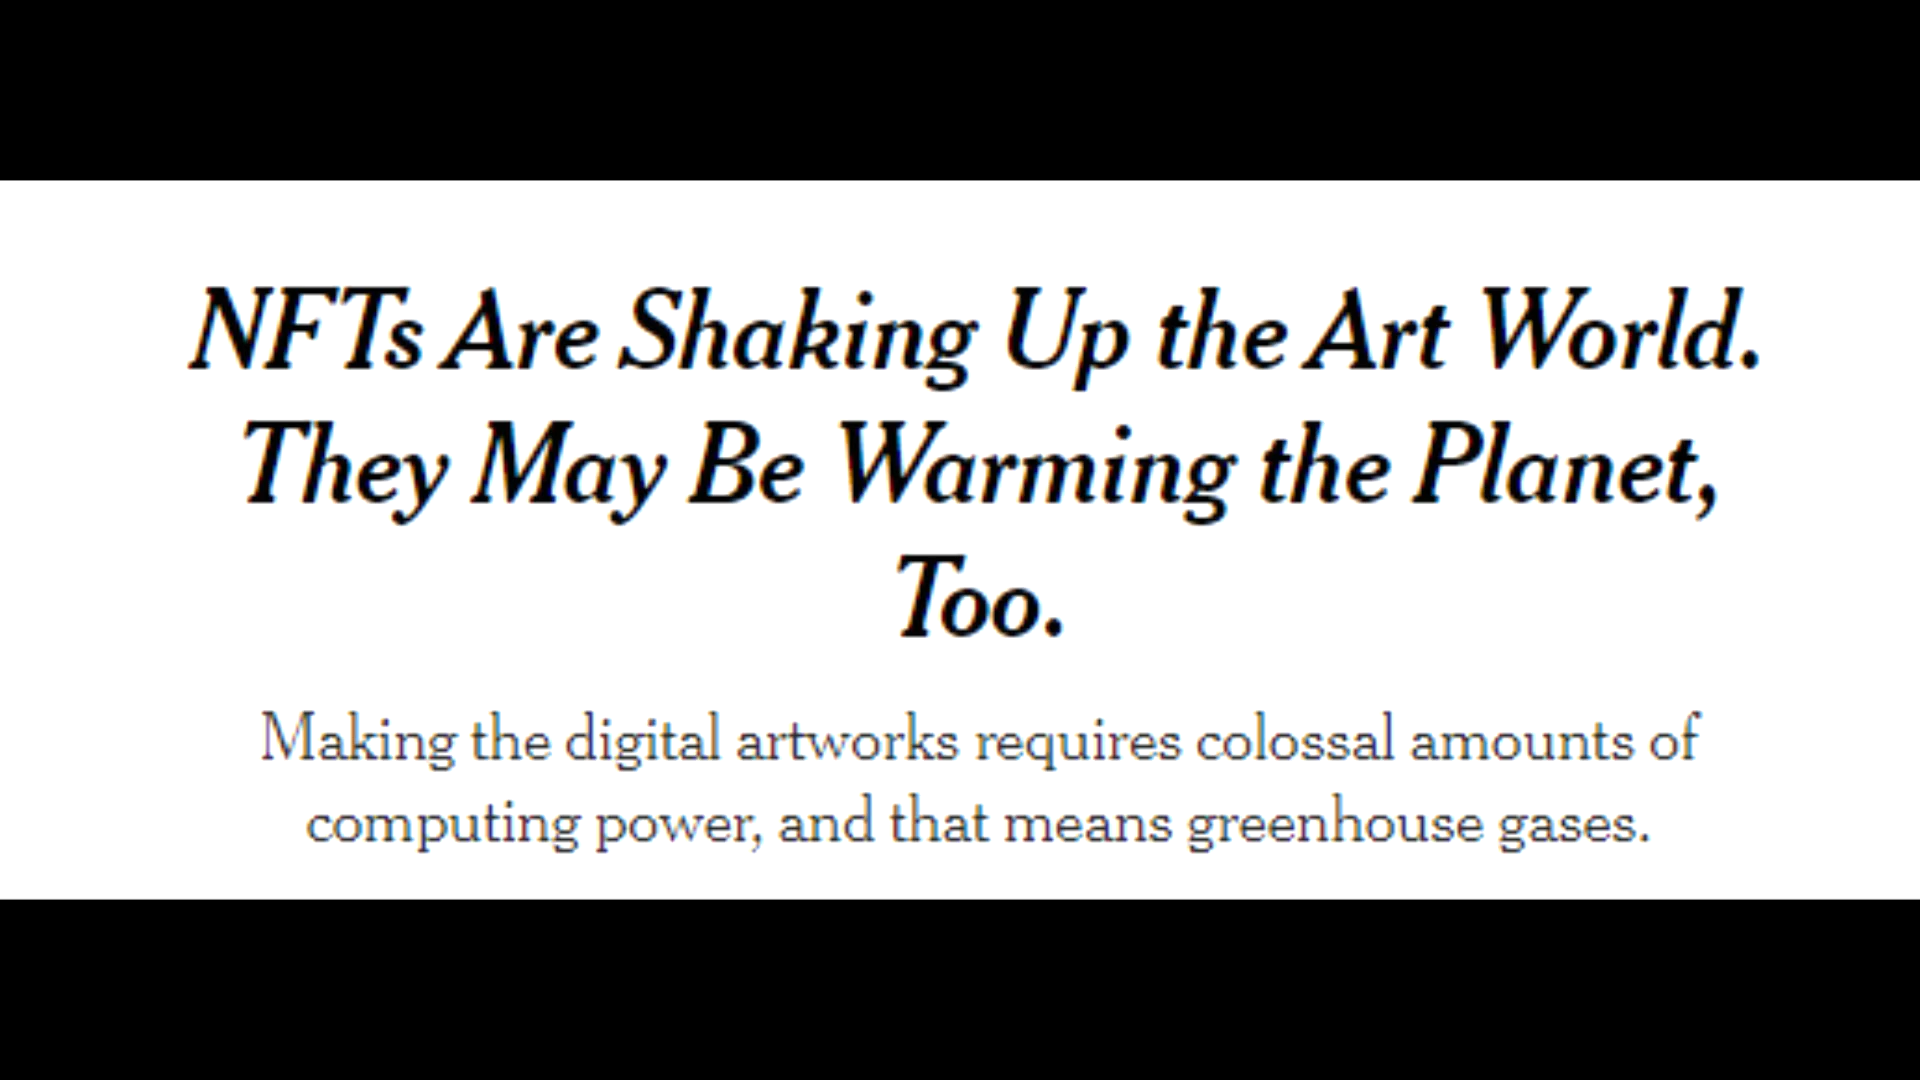 NFTs Are Shaking Up the Art World.
They May Be Warming the Planet,
Too.
Making the digital artworks requires colossal amounts of
computing power, and that means greenhouse gases.